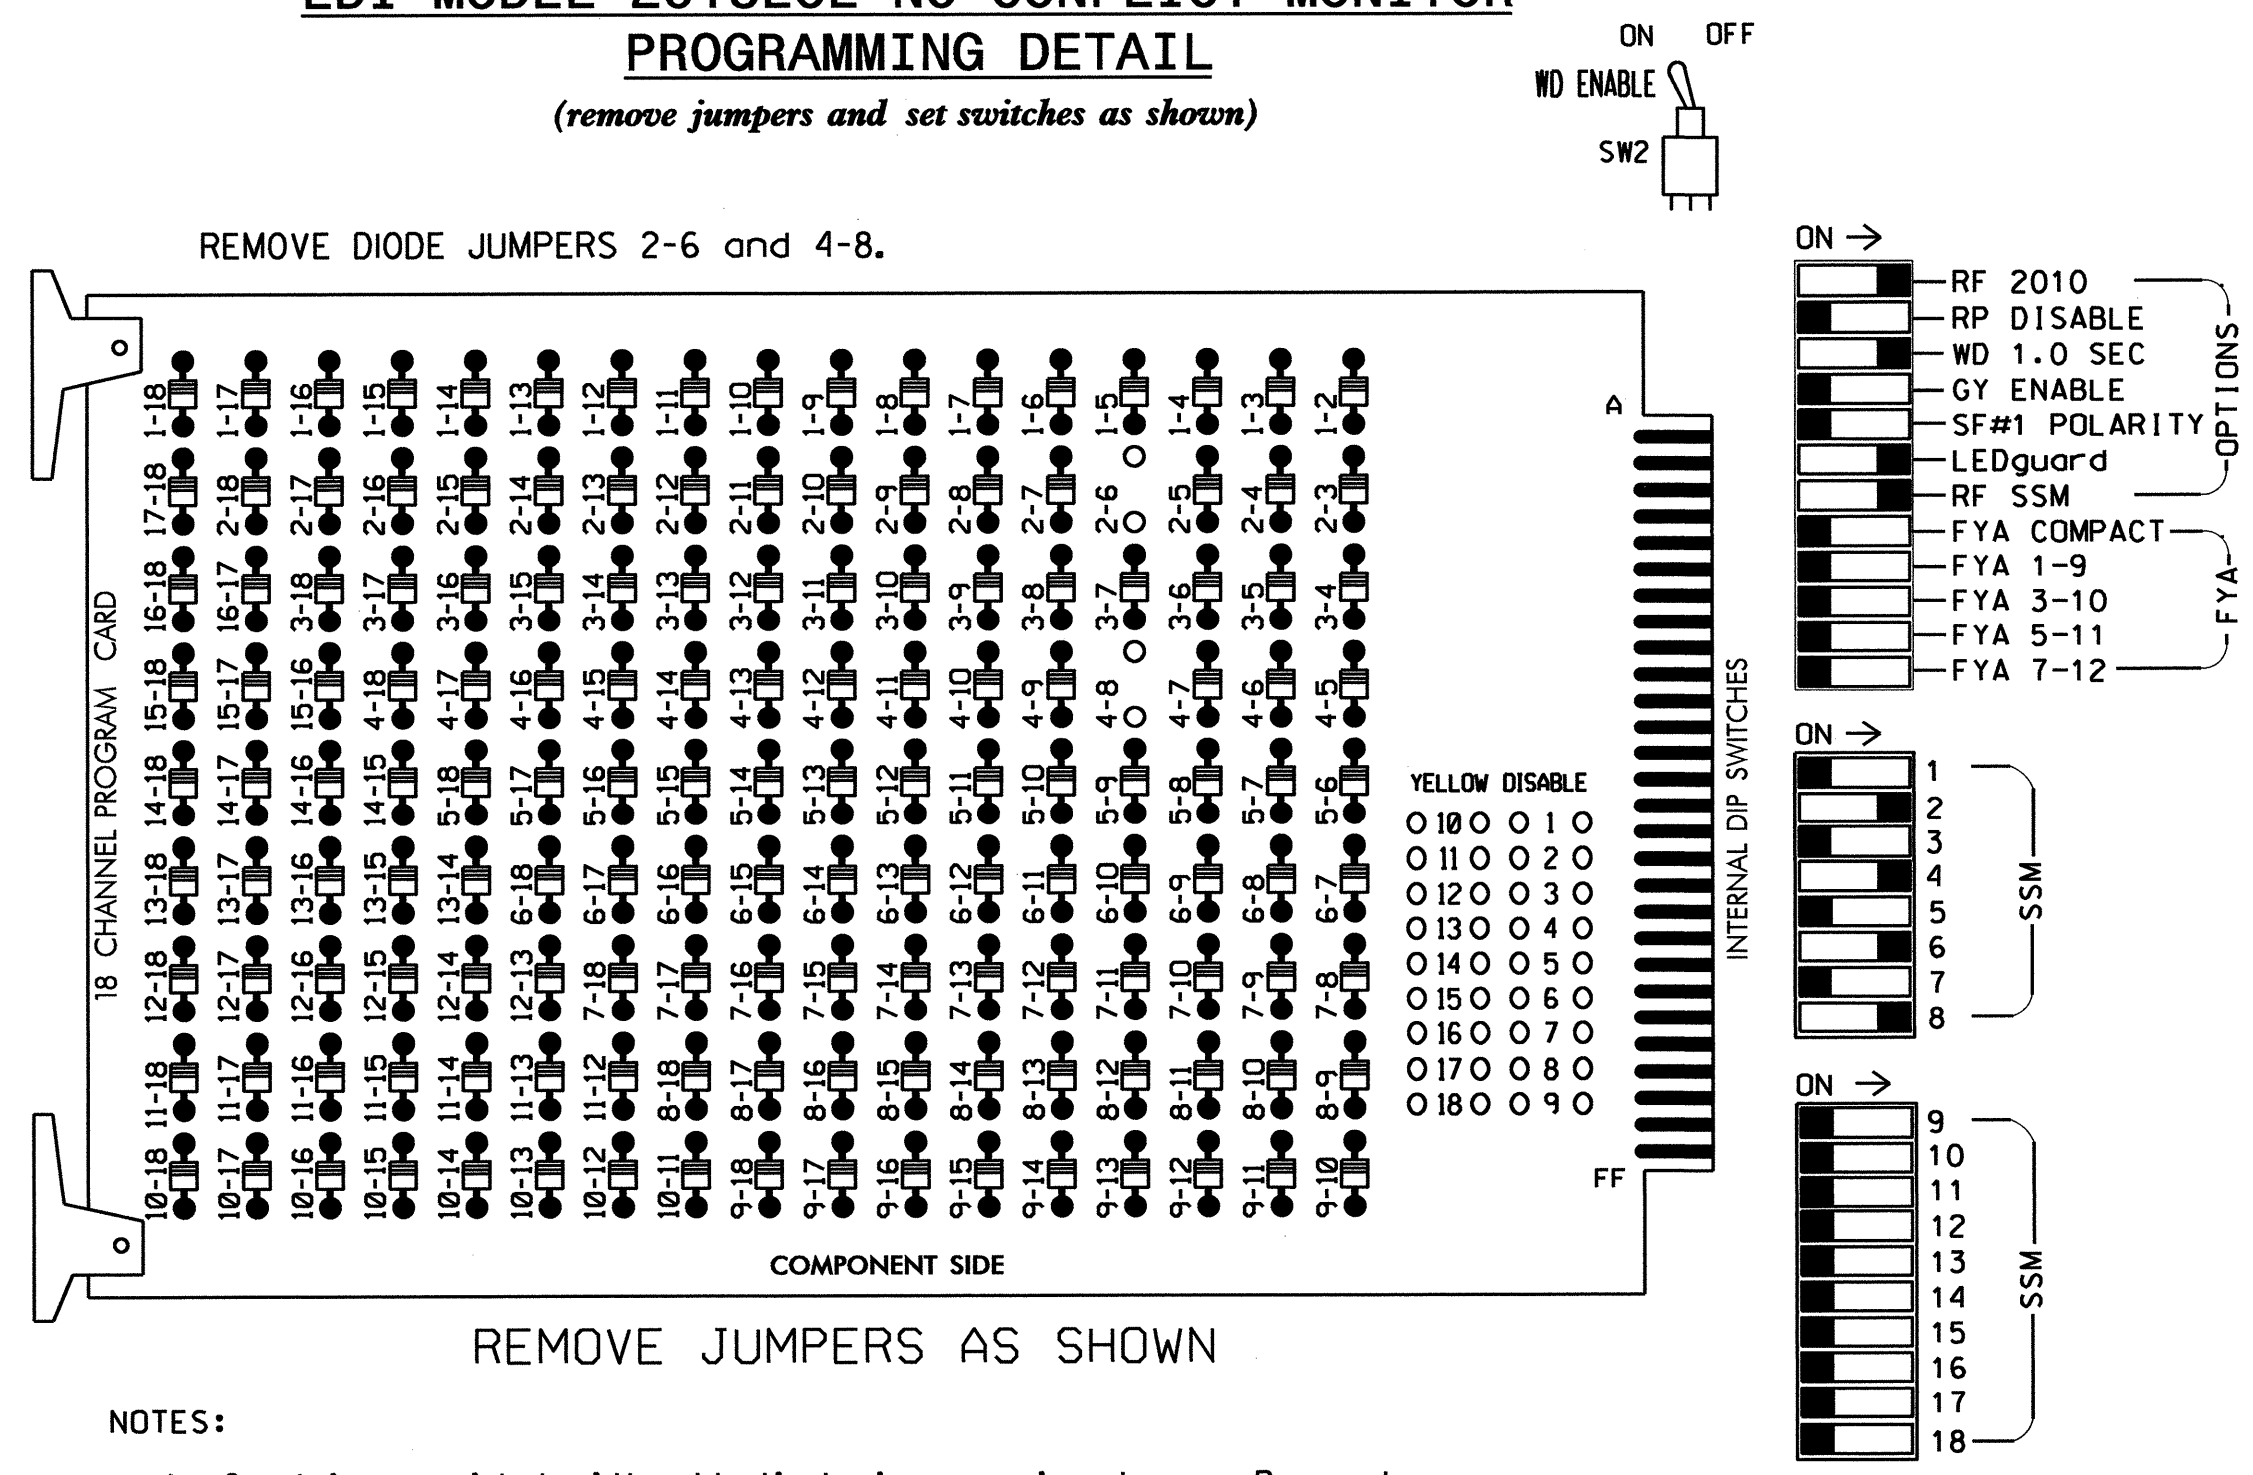 PROGRAMMING DETAIL
(remove jumpers and set switches as shown)
ON OFF
WD ENABLE
SW2
REMOVE DIODE JUMPERS 2-6 and 4-8.
18 CHANNEL PROGRAM CARD
1-18 1-17 1-16 1-15 1-14 1-13 1-12 1-11 1-10 1-9 1-8 1-7 1-6 1-5 1-4 1-3 1-2
17-18 2-18 2-17 2-16 2-15 2-14 2-13 2-12 2-11 2-10 2-9 2-8 2-7 2-6 2-5 2-4 2-3
16-18 16-17 3-18 3-17 3-16 3-15 3-14 3-13 3-12 3-11 3-10 3-9 3-8 3-7 3-6 3-5 3-4
15-18 15-17 15-16 4-18 4-17 4-16 4-15 4-14 4-13 4-12 4-11 4-10 4-9 4-8 4-7 4-6 4-5
14-18 14-17 14-16 14-15 5-18 5-17 5-16 5-15 5-14 5-13 5-12 5-11 5-10 5-9 5-8 5-7 5-6
13-18 13-17 13-16 13-15 13-14 6-18 6-17 6-16 6-15 6-14 6-13 6-12 6-11 6-10 6-9 6-8 6-7
12-18 12-17 12-16 12-15 12-14 12-13 7-18 7-17 7-16 7-15 7-14 7-13 7-12 7-11 7-10 7-9 7-8
11-18 11-17 11-16 11-15 11-14 11-13 11-12 8-18 8-17 8-16 8-15 8-14 8-13 8-12 8-11 8-10 8-9
10-18 10-17 10-16 10-15 10-14 10-13 10-12 10-11 9-18 9-17 9-16 9-15 9-14 9-13 9-12 9-11 9-10
A
YELLOW DISABLE
10 1
11 2
12 3
13 4
14 5
15 6
16 7
17 8
18 9
FF
COMPONENT SIDE
INTERNAL DIP SWITCHES
ON →
RF 2010
RP DISABLE
WD 1.0 SEC
GY ENABLE
SF#1 POLARITY
LEDguard
RF SSM
OPTIONS
FYA COMPACT
FYA 1-9
FYA 3-10
FYA 5-11
FYA 7-12
FYA
ON →
1
2
3
4
5
6
7
8
SSM
ON →
9
10
11
12
13
14
15
16
17
18
SSM
REMOVE JUMPERS AS SHOWN
NOTES: